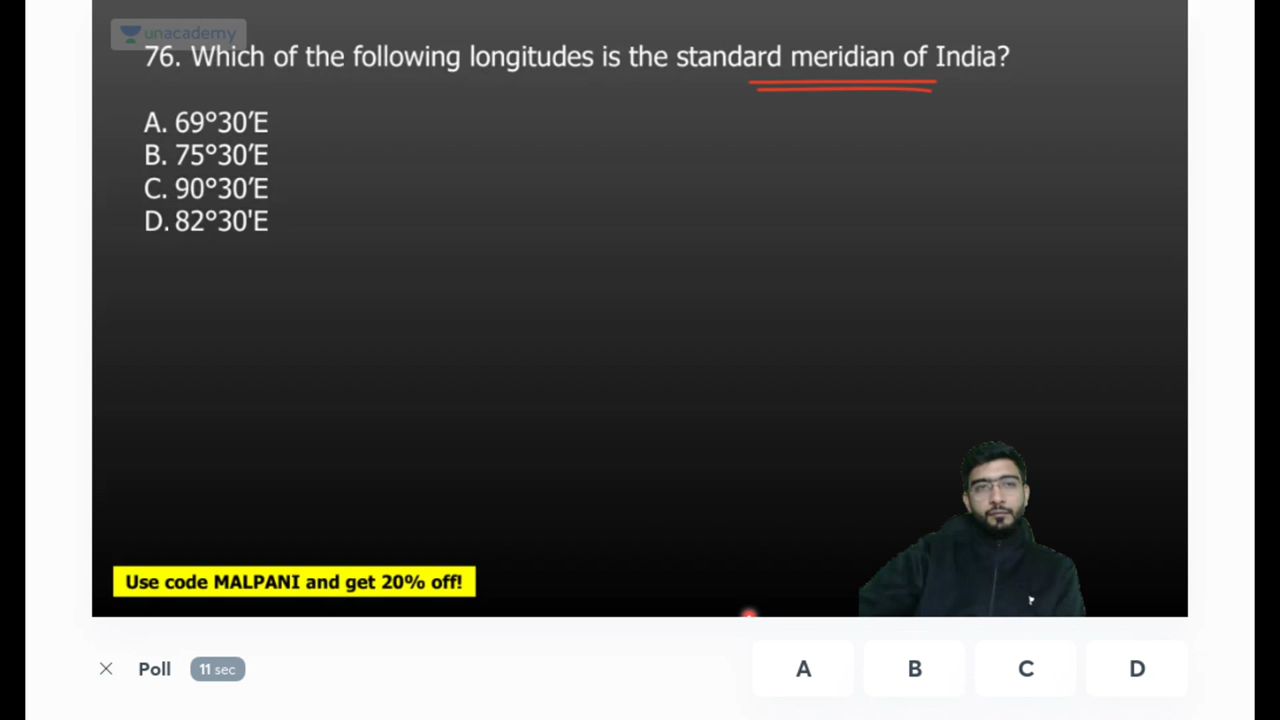 unacademy
76. Which of the following longitudes is the standard meridian of India?
A. 69°30′E
B. 75°30′E
C. 90°30′E
D. 82°30'E
Use code MALPANI and get 20% off!
Poll
11 sec
A
B
C
D